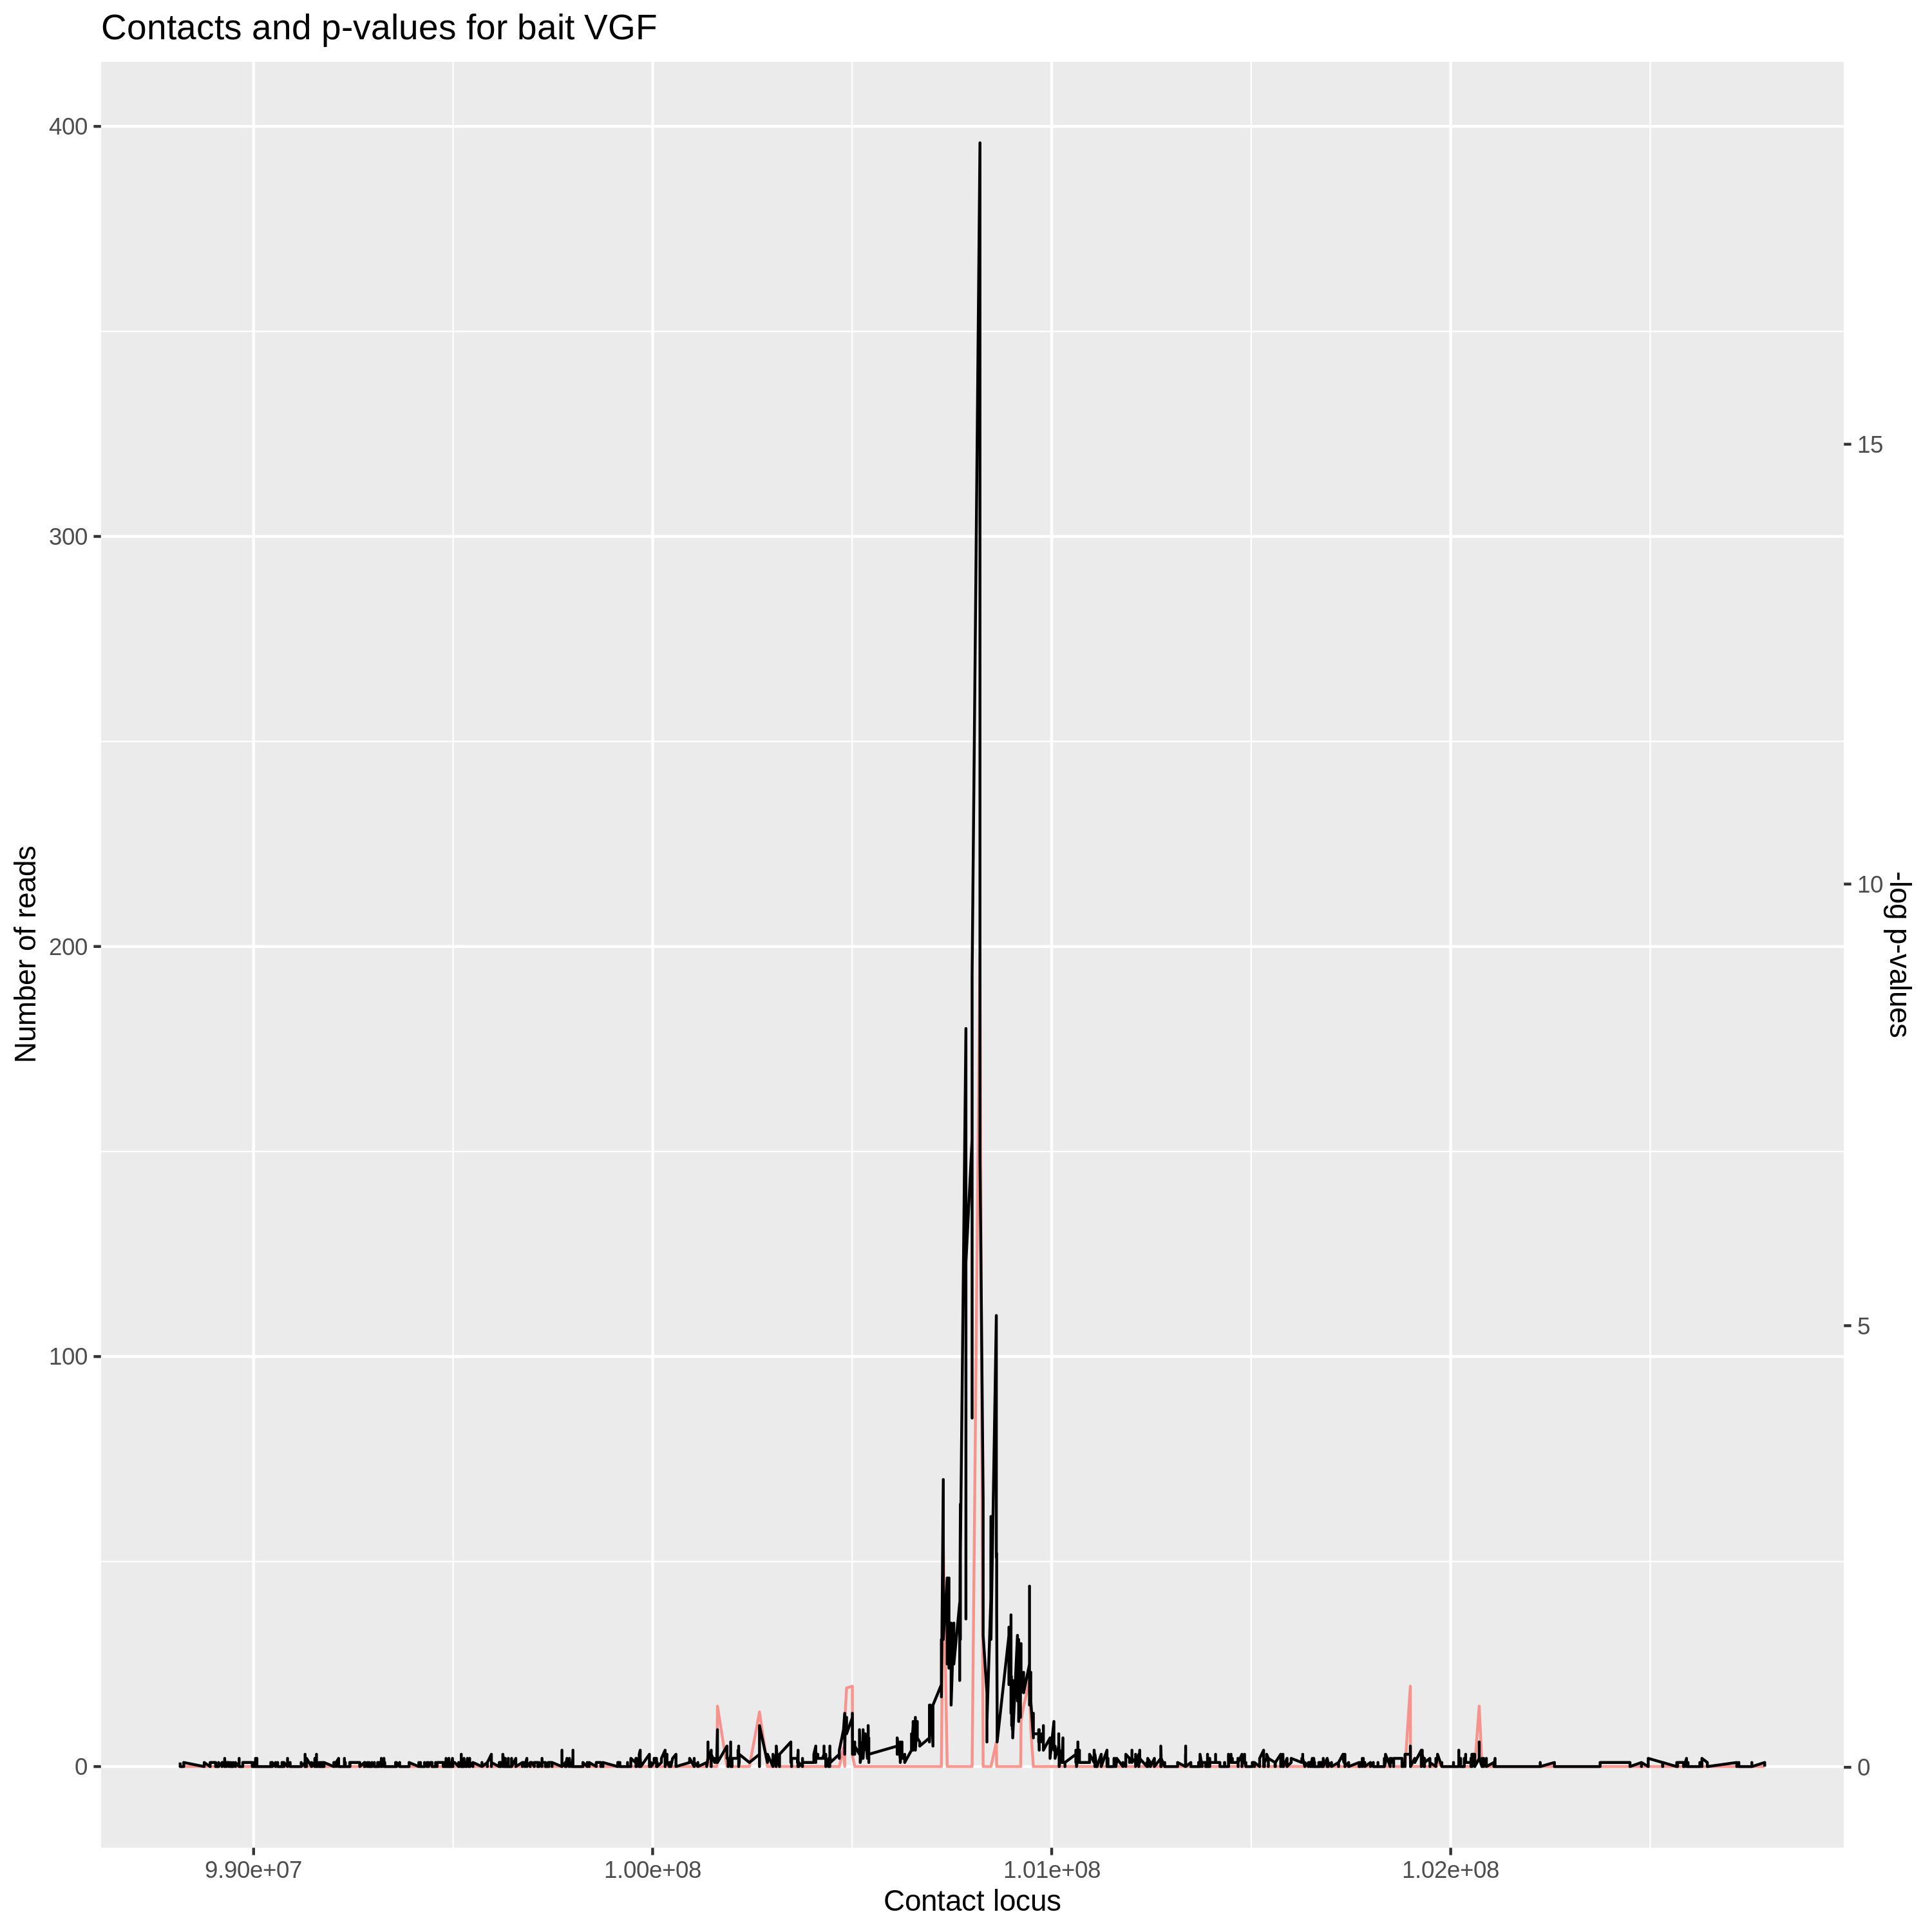 Contacts and p-values for bait VGF
400
300
200
100
0
Number of reads
15
10
5
0
-log p-values
9.90e+07
1.00e+08
1.01e+08
1.02e+08
Contact locus